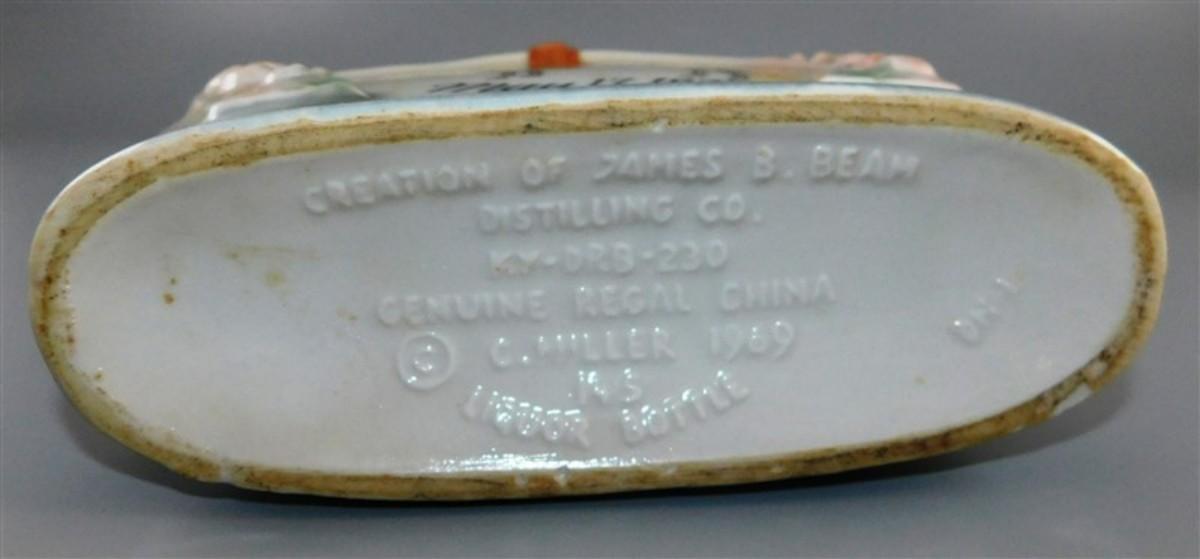 CREATION OF JAMES B. BEAM
DISTILLING CO.
KY-DRB-230
GENUINE REGAL CHINA
© C. MILLER 1969
LIQUOR BOTTLE